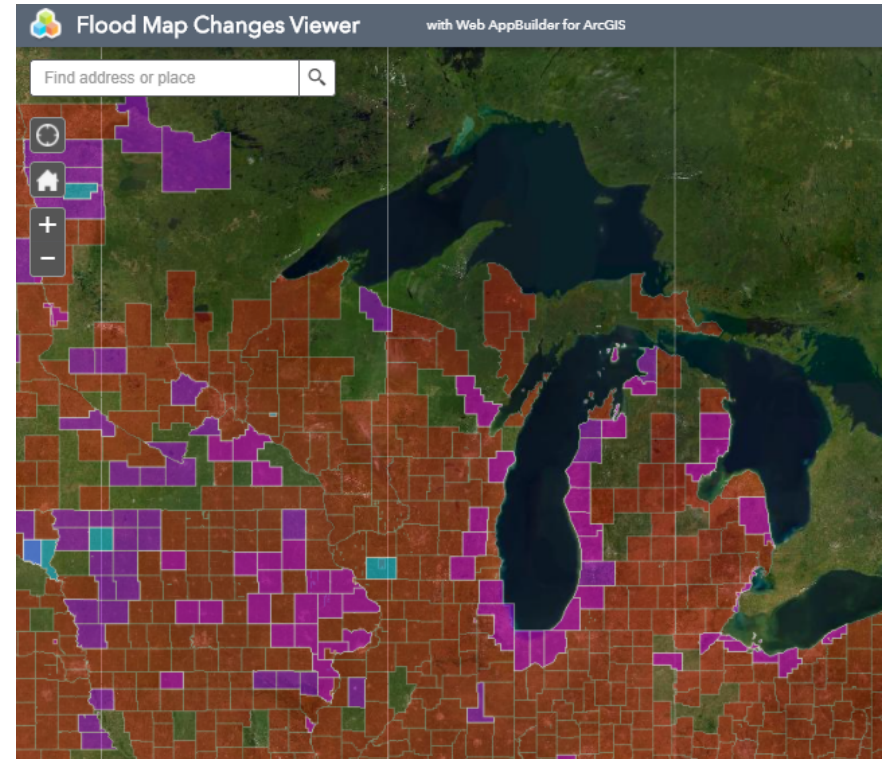 Flood Map Changes Viewer
with Web AppBuilder for ArcGIS
Find address or place
+
−